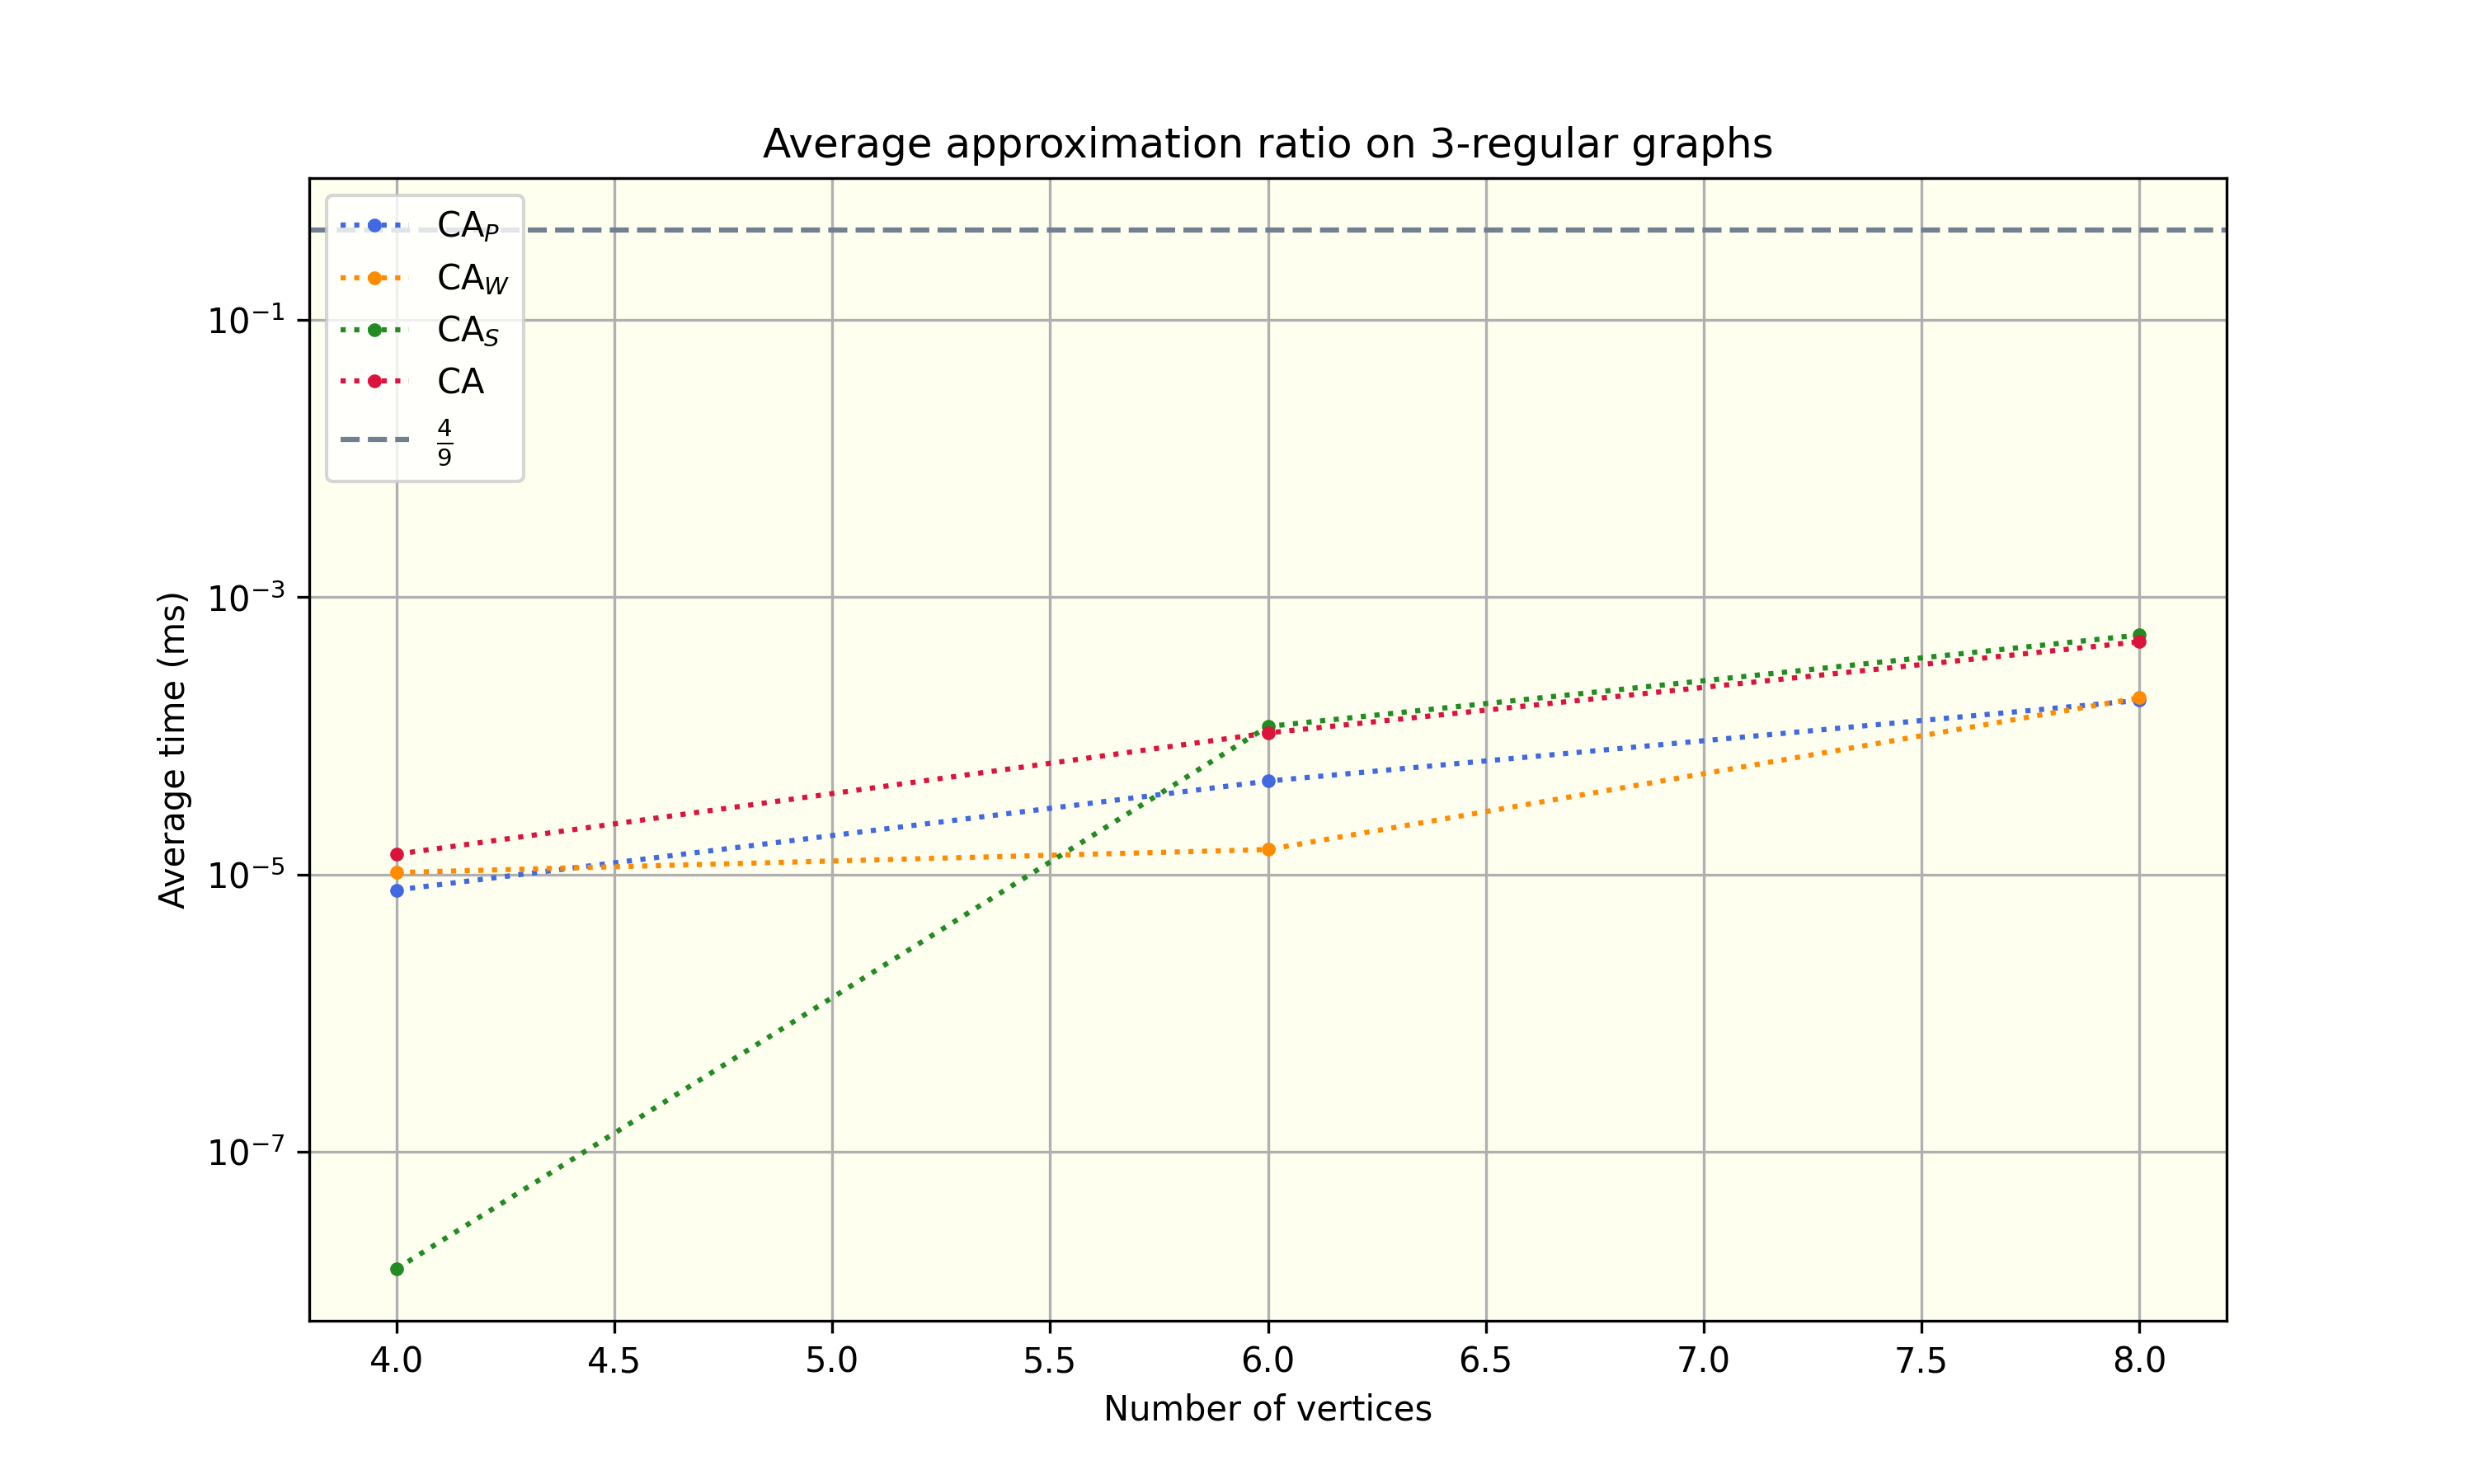 Average approximation ratio on 3-regular graphs
CA_P
CA_W
CA_S
CA
4/9
10^−1
10^−3
10^−5
10^−7
Average time (ms)
4.0 4.5 5.0 5.5 6.0 6.5 7.0 7.5 8.0
Number of vertices